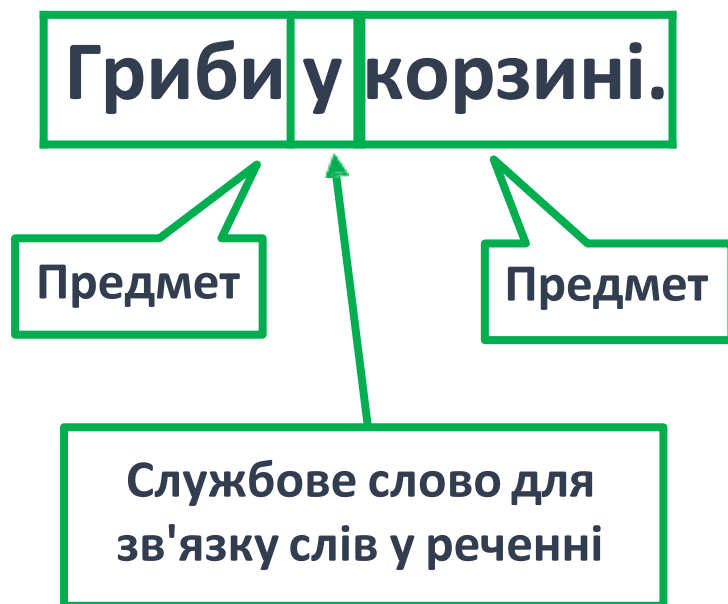 Гриби у корзині.
Предмет
Предмет
Службове слово для
зв'язку слів у реченні